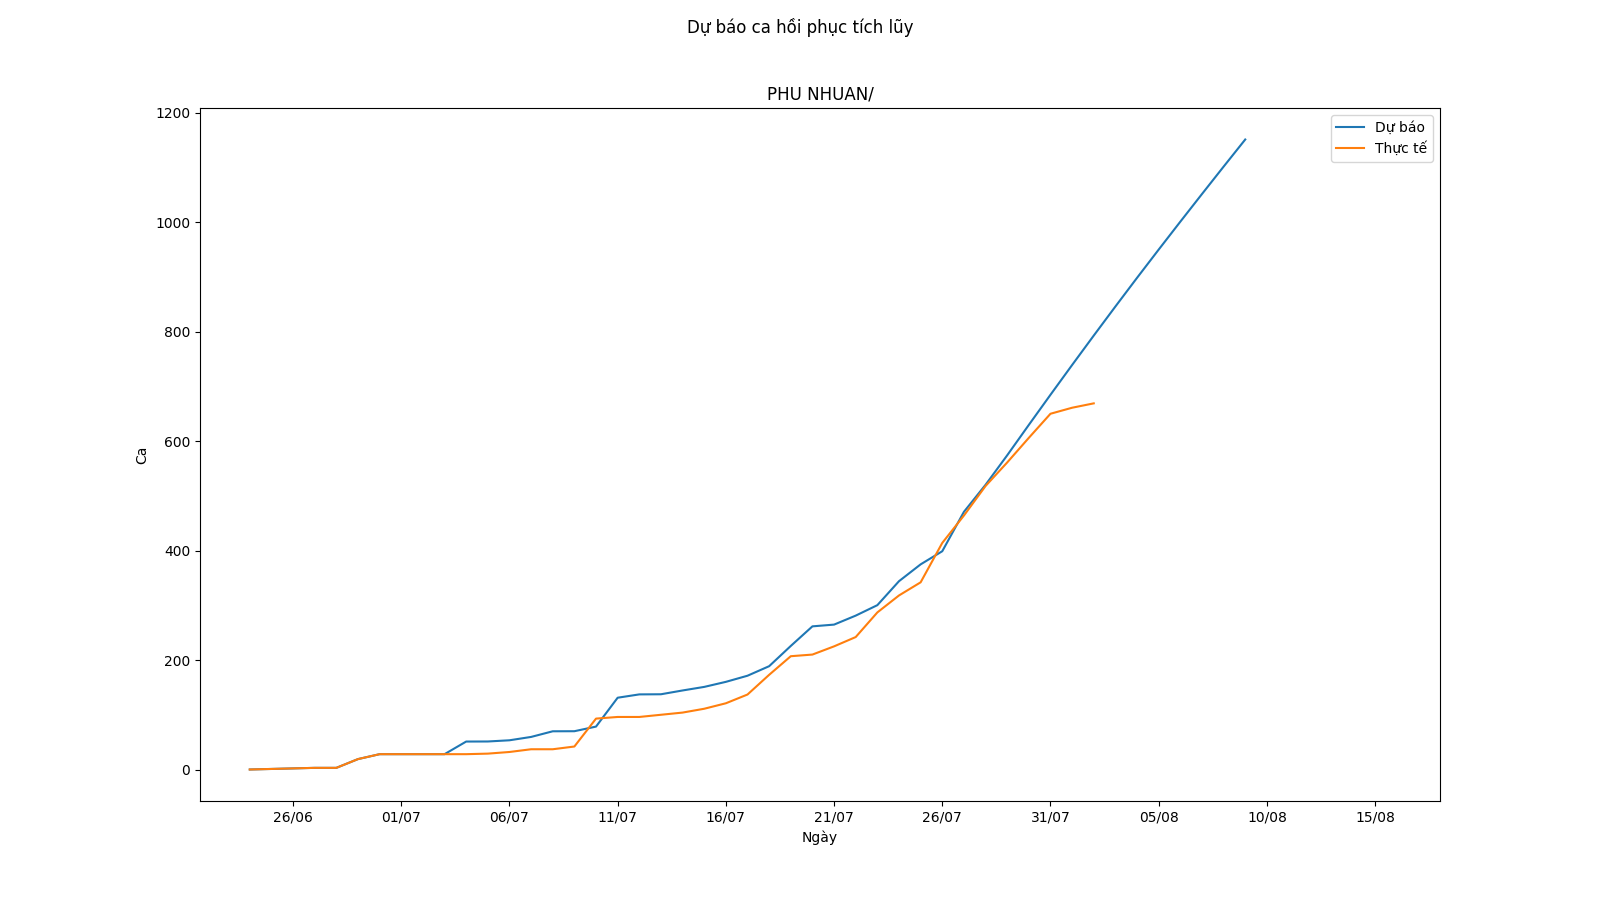 Dự báo ca hồi phục tích lũy
PHU NHUAN/
Dự báo
Thực tế
1200
1000
800
600
400
200
0
Ca
26/06 01/07 06/07 11/07 16/07 21/07 26/07 31/07 05/08 10/08 15/08
Ngày